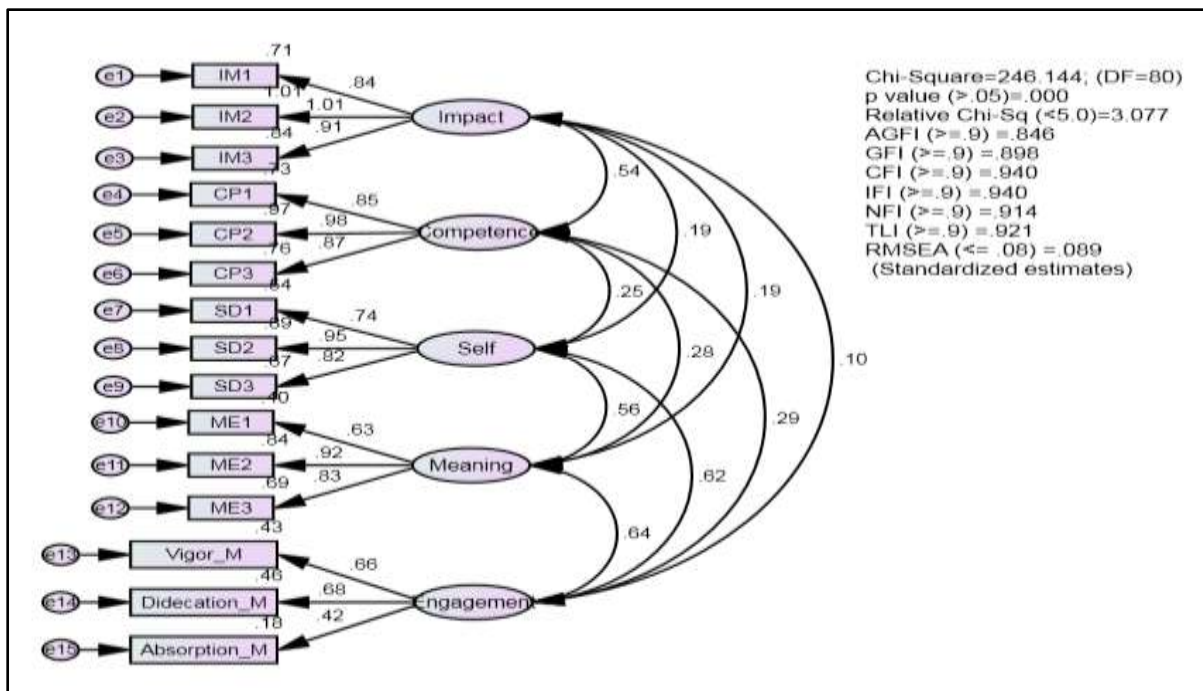 .71
e1 IM1 .84
1.01
e2 IM2 1.01 Impact
.84 .91
e3 IM3
.73
e4 CP1 .85
.97
e5 CP2 .98 Competence
.76 .87
e6 CP3
e7 SD1 .74
.89
e8 SD2 .95 Self
.67 .82
e9 SD3
.40
e10 ME1 .63
.84
e11 ME2 .92 Meaning
.69 .83
e12 ME3
.43
e13 Vigor_M .66
.46
e14 Didecation_M .68 Engagement
.18 .42
e15 Absorption_M
.54
.19
.25
.19
.28
.10
.56
.29
.62
.64
Chi-Square=246.144; (DF=80)
p value (>.05)=.000
Relative Chi-Sq (<5.0)=3.077
AGFI (>=.9) =.846
GFI (>=.9) =.898
CFI (>=.9) =.940
IFI (>=.9) =.940
NFI (>=.9) =.914
TLI (>=.9) =.921
RMSEA (<= .08) =.089
(Standardized estimates)